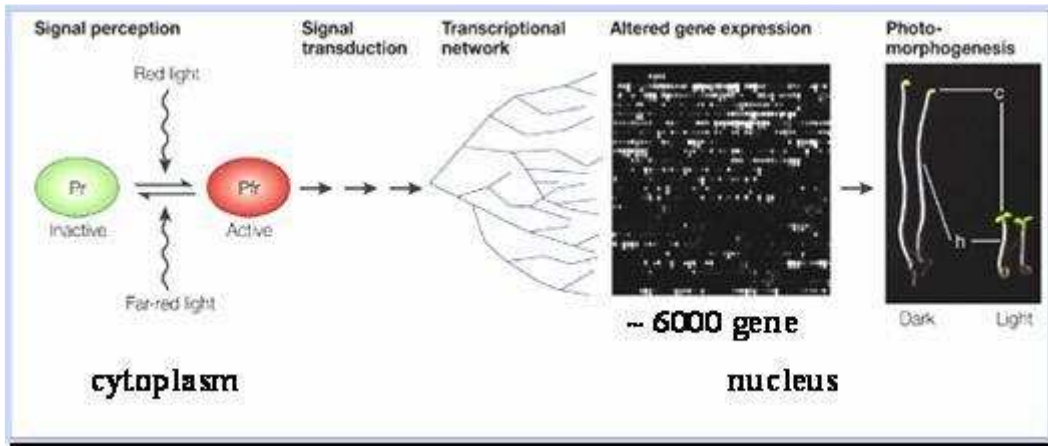 Signal perception
Signal
transduction
Transcriptional
network
Altered gene expression
Photo-
morphogenesis
Red light
Pr
Inactive
Pfr
Active
Far-red light
c
h
Dark
Light
~ 6000 gene
cytoplasm
nucleus